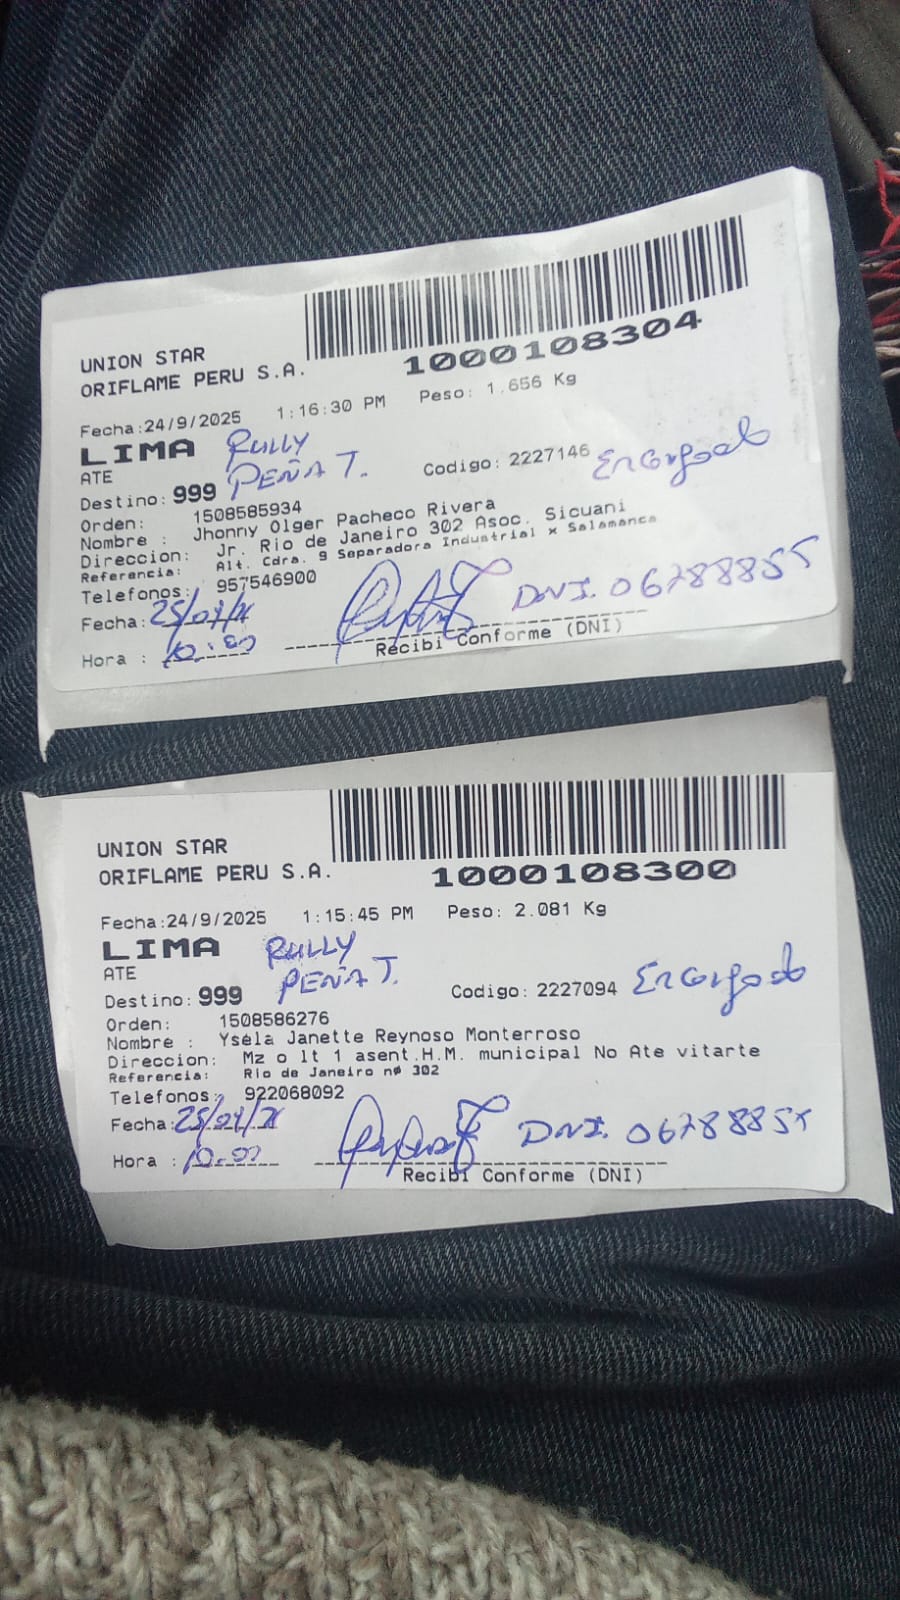 UNION STAR
ORIFLAME PERU S.A.
1000108304
Fecha:24/9/2025 1:16:30 PM Peso: 1.656 Kg
LIMA RULLY
ATE PEÑA T.
Destino: 999 Codigo: 2227146 Encargado
Orden: 1508585934
Nombre : Jhonny Olger Pacheco Rivera
Direccion: Jr. Rio de Janeiro 302 Asoc. Sicuani
Referencia: Alt. Cdra. 9 Separadora Industrial x Salamanca
Telefonos: 957546900
Fecha: DNI. 06788855
Hora :
Recibi Conforme (DNI)
UNION STAR
ORIFLAME PERU S.A.
1000108300
Fecha:24/9/2025 1:15:45 PM Peso: 2.081 Kg
LIMA RULLY
ATE PEÑA T.
Destino: 999 Codigo: 2227094 Encargado
Orden: 1508586276
Nombre : Ysela Janette Reynoso Monterroso
Direccion: Mz o lt 1 asent.H.M. municipal No Ate vitarte
Referencia: Rio de Janeiro nº 302
Telefonos: 922068092
Fecha: DNI. 06788855
Hora :
Recibi Conforme (DNI)